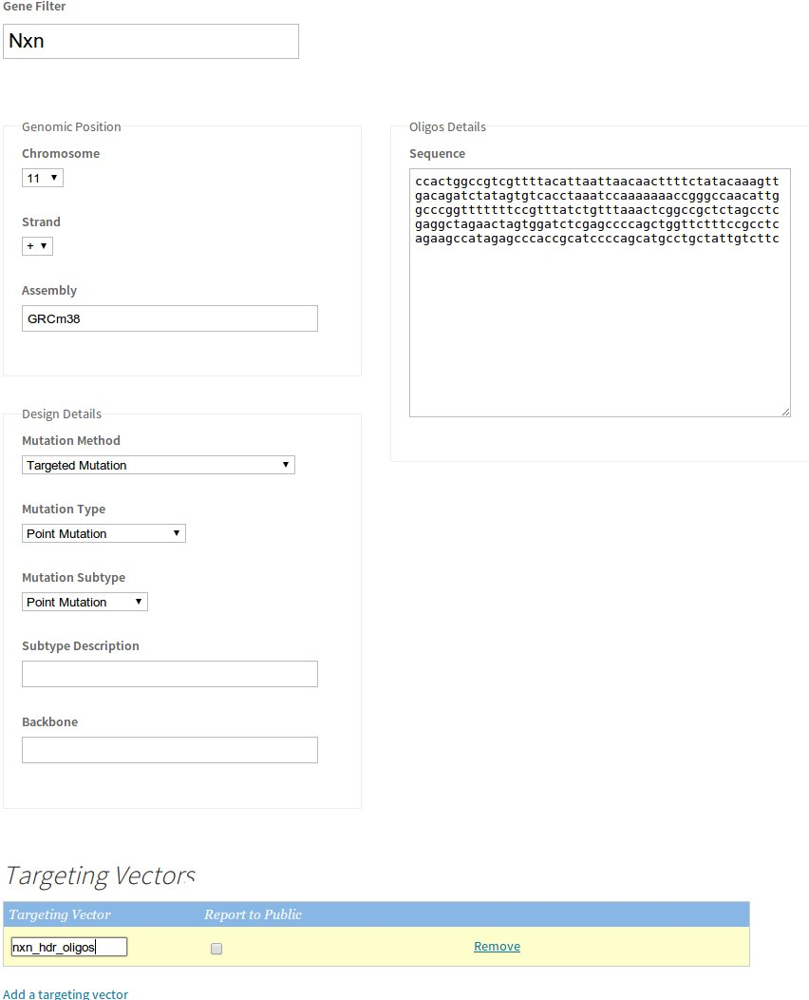 Gene Filter
Nxn
Genomic Position
Chromosome
11
Strand
+
Assembly
GRCm38
Oligos Details
Sequence
ccactggccgtcgttttacattaattaacaacttttctatacaaagtt
gacagatctatagtgtcacctaaatccaaaaaaaccgggccaacattg
gcccggtttttttccgtttatctgtttaaactcggccgctctagcctc
gaggctagaactagtggatctcgagccccagctggttctttccgcctc
agaagccatagagcccaccgcatccccagcatgcctgctattgtcttc
Design Details
Mutation Method
Targeted Mutation
Mutation Type
Point Mutation
Mutation Subtype
Point Mutation
Subtype Description
Backbone
Targeting Vectors
Targeting Vector Report to Public
nxn_hdr_oligos Remove
Add a targeting vector